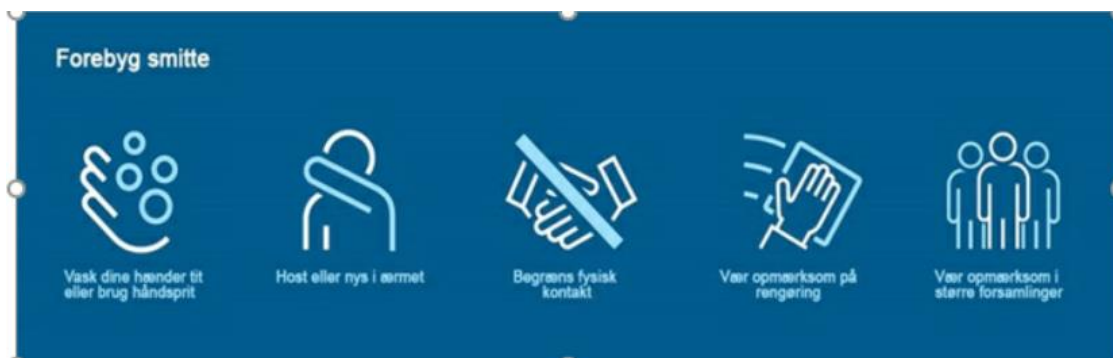 Forebyg smitte
Vask dine hænder tit
eller brug håndsprit
Host eller nys i ærmet
Begræns fysisk
kontakt
Vær opmærksom på
rengøring
Vær opmærksom i
større forsamlinger